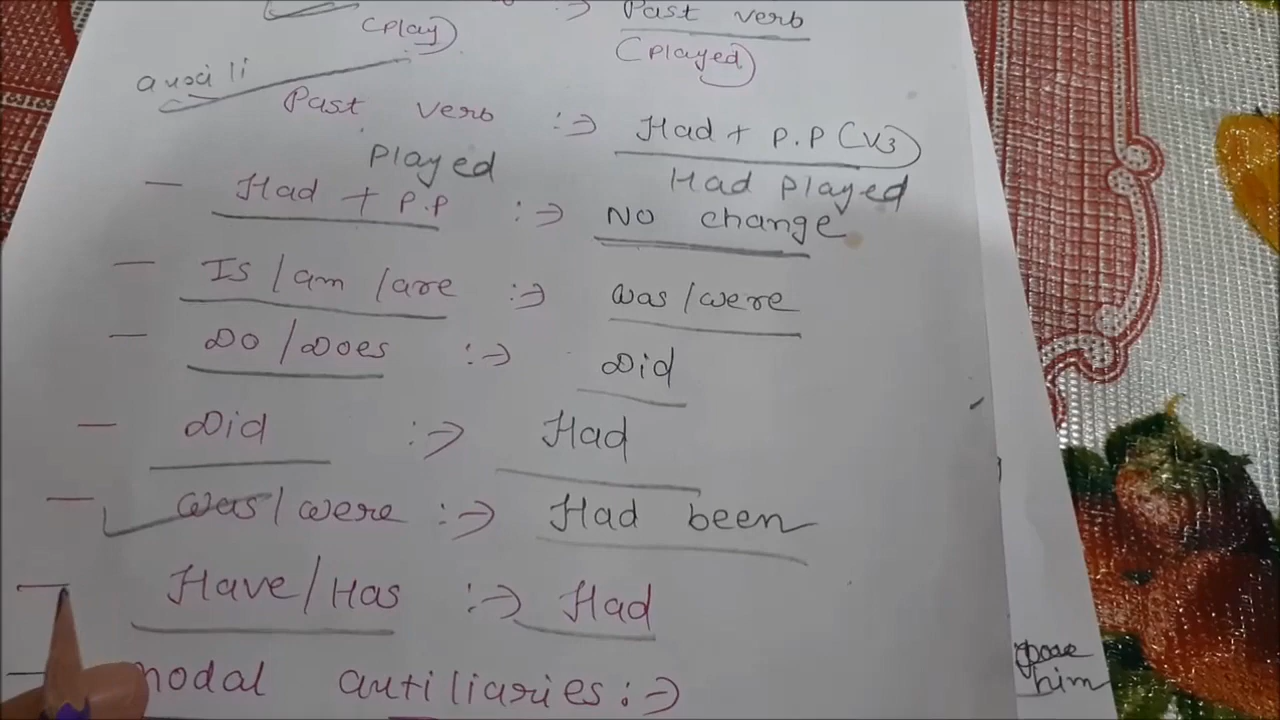 :⇒ Past verb
(Play) (Played)
auxili
Past verb :⇒ Had + P.P (V3)
Played Had played
— Had + P.P :⇒ No change
— Is/am/are :⇒ was/were
— Do/Does :⇒ Did
— Did :⇒ Had
— was/were :⇒ Had been
— Have/Has :⇒ Had
— modal auxiliaries :⇒
him